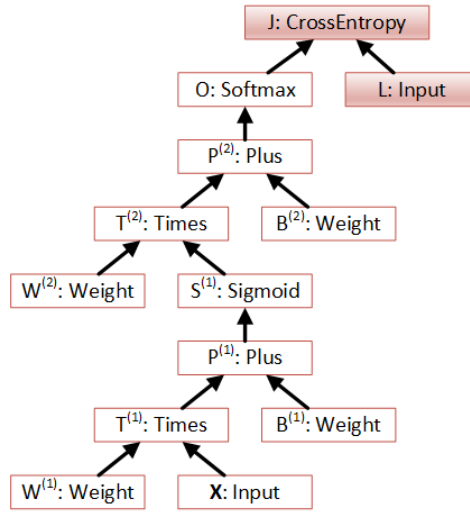 J: CrossEntropy
O: Softmax
L: Input
P(2): Plus
T(2): Times
B(2): Weight
W(2): Weight
S(1): Sigmoid
P(1): Plus
T(1): Times
B(1): Weight
W(1): Weight
X: Input